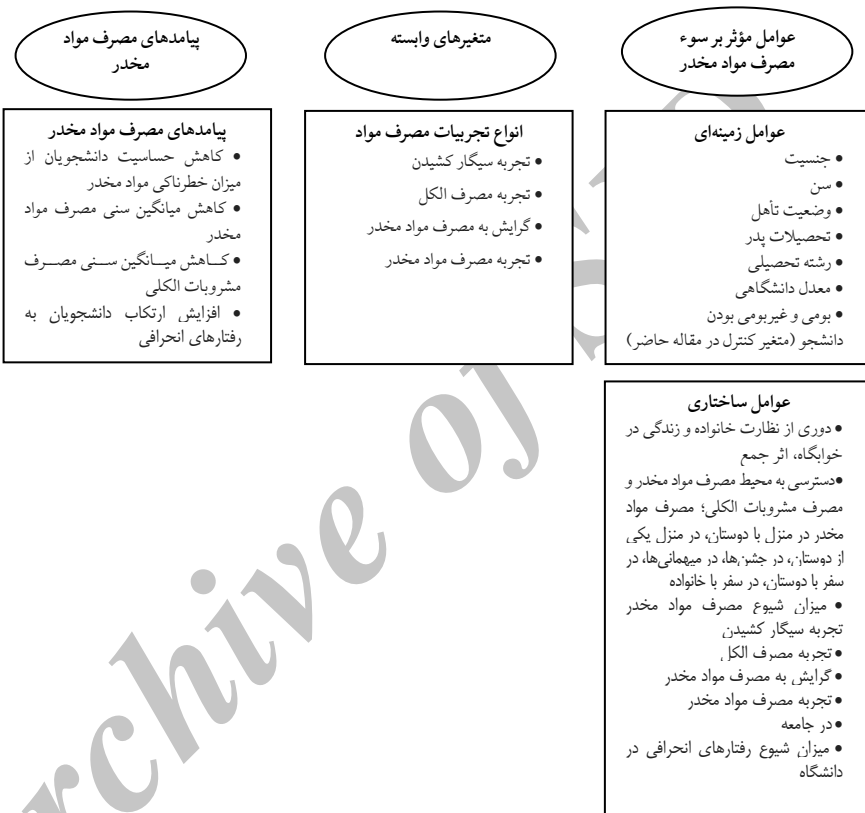 عوامل مؤثر بر سوء
مصرف مواد مخدر
متغیرهای وابسته
پیامدهای مصرف مواد
مخدر
عوامل زمینه‌ای
• جنسیت
• سن
• وضعیت تأهل
• تحصیلات پدر
• رشته تحصیلی
• معدل دانشگاهی
• بومی و غیربومی بودن
دانشجو (متغیر کنترل در مقاله حاضر)
انواع تجربیات مصرف مواد
• تجربه سیگار کشیدن
• تجربه مصرف الکل
• گرایش به مصرف مواد مخدر
• تجربه مصرف مواد مخدر
پیامدهای مصرف مواد مخدر
• کاهش حساسیت دانشجویان از
میزان خطرناکی مواد مخدر
• کاهش میانگین سنی مصرف مواد
مخدر
• کـاهش میـــانگین ســـنی مصـــرف
مشروبات الکلی
• افزایش ارتکاب دانشجویان به
رفتارهای انحرافی
عوامل ساختاری
• دوری از نظارت خانواده و زندگی در
خوابگاه، اثر جمع
•دسترسی به محیط مصرف مواد مخدر و
مصرف مشروبات الکلی؛ مصرف مواد
مخدر در منزل با دوستان، در منزل یکی
از دوستان، در جشن‌ها، در میهمانی‌ها، در
سفر با دوستان، در سفر با خانواده
• میزان شیوع مصرف مواد مخدر
تجربه سیگار کشیدن
• تجربه مصرف الکل
• گرایش به مصرف مواد مخدر
• تجربه مصرف مواد مخدر
• در جامعه
• میزان شیوع رفتارهای انحرافی در
دانشگاه
rchive of S